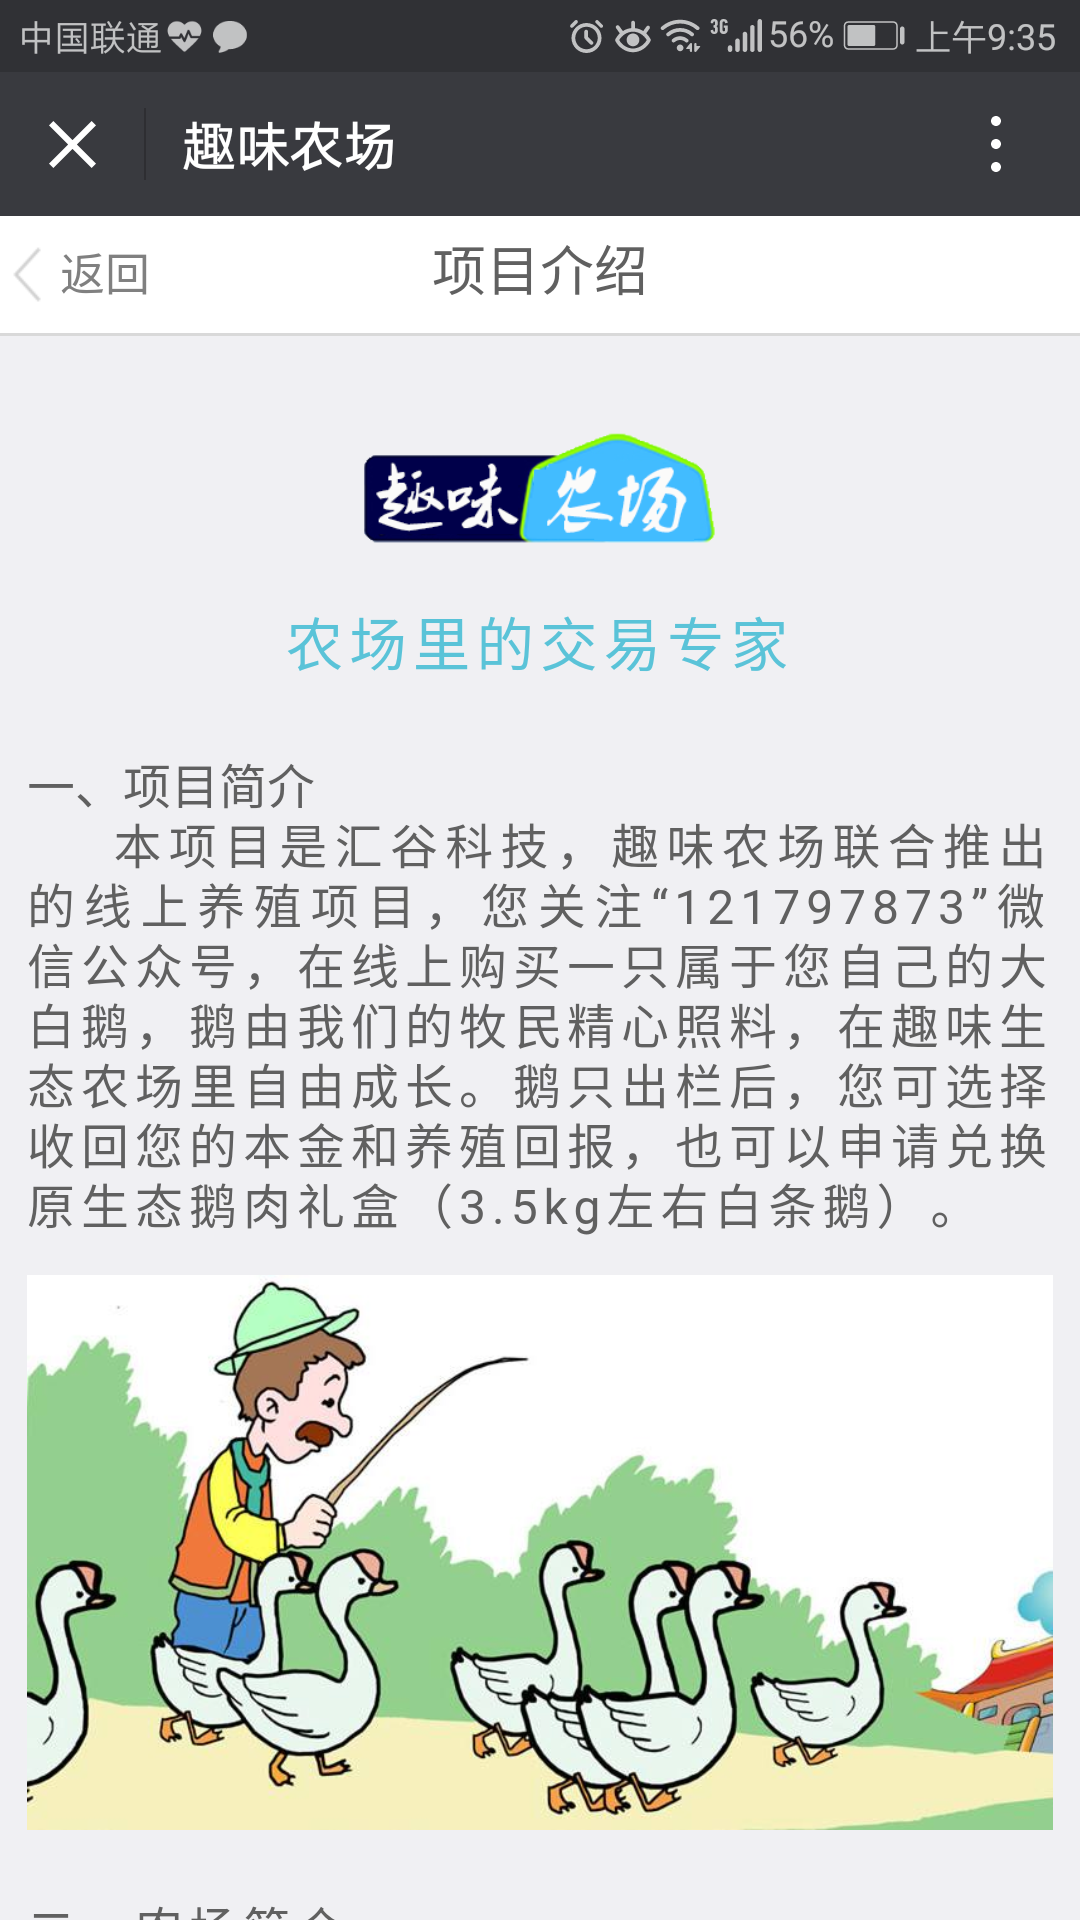 中国联通 3G 56% 上午9:35
趣味农场
返回 项目介绍
趣味农场
农场里的交易专家
一、项目简介
本项目是汇谷科技，趣味农场联合推出
的线上养殖项目，您关注“121797873”微
信公众号，在线上购买一只属于您自己的大
白鹅，鹅由我们的牧民精心照料，在趣味生
态农场里自由成长。鹅只出栏后，您可选择
收回您的本金和养殖回报，也可以申请兑换
原生态鹅肉礼盒（3.5kg左右白条鹅）。